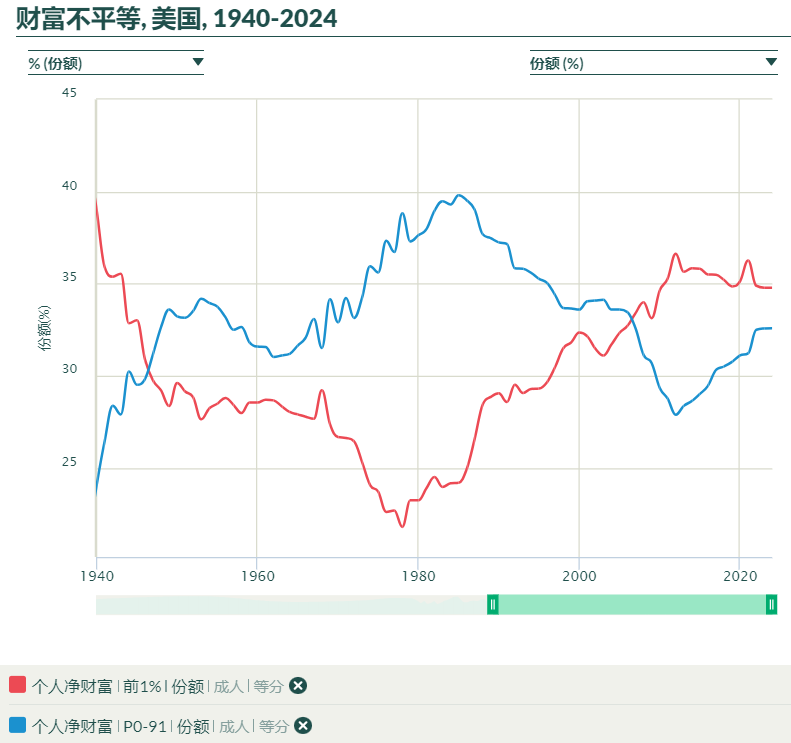 财富不平等, 美国, 1940-2024
% (份额)
份额 (%)
45
40
35
30
25
份额(%)
1940 1960 1980 2000 2020
个人净财富 | 前1% | 份额 | 成人 | 等分
个人净财富 | P0-91 | 份额 | 成人 | 等分